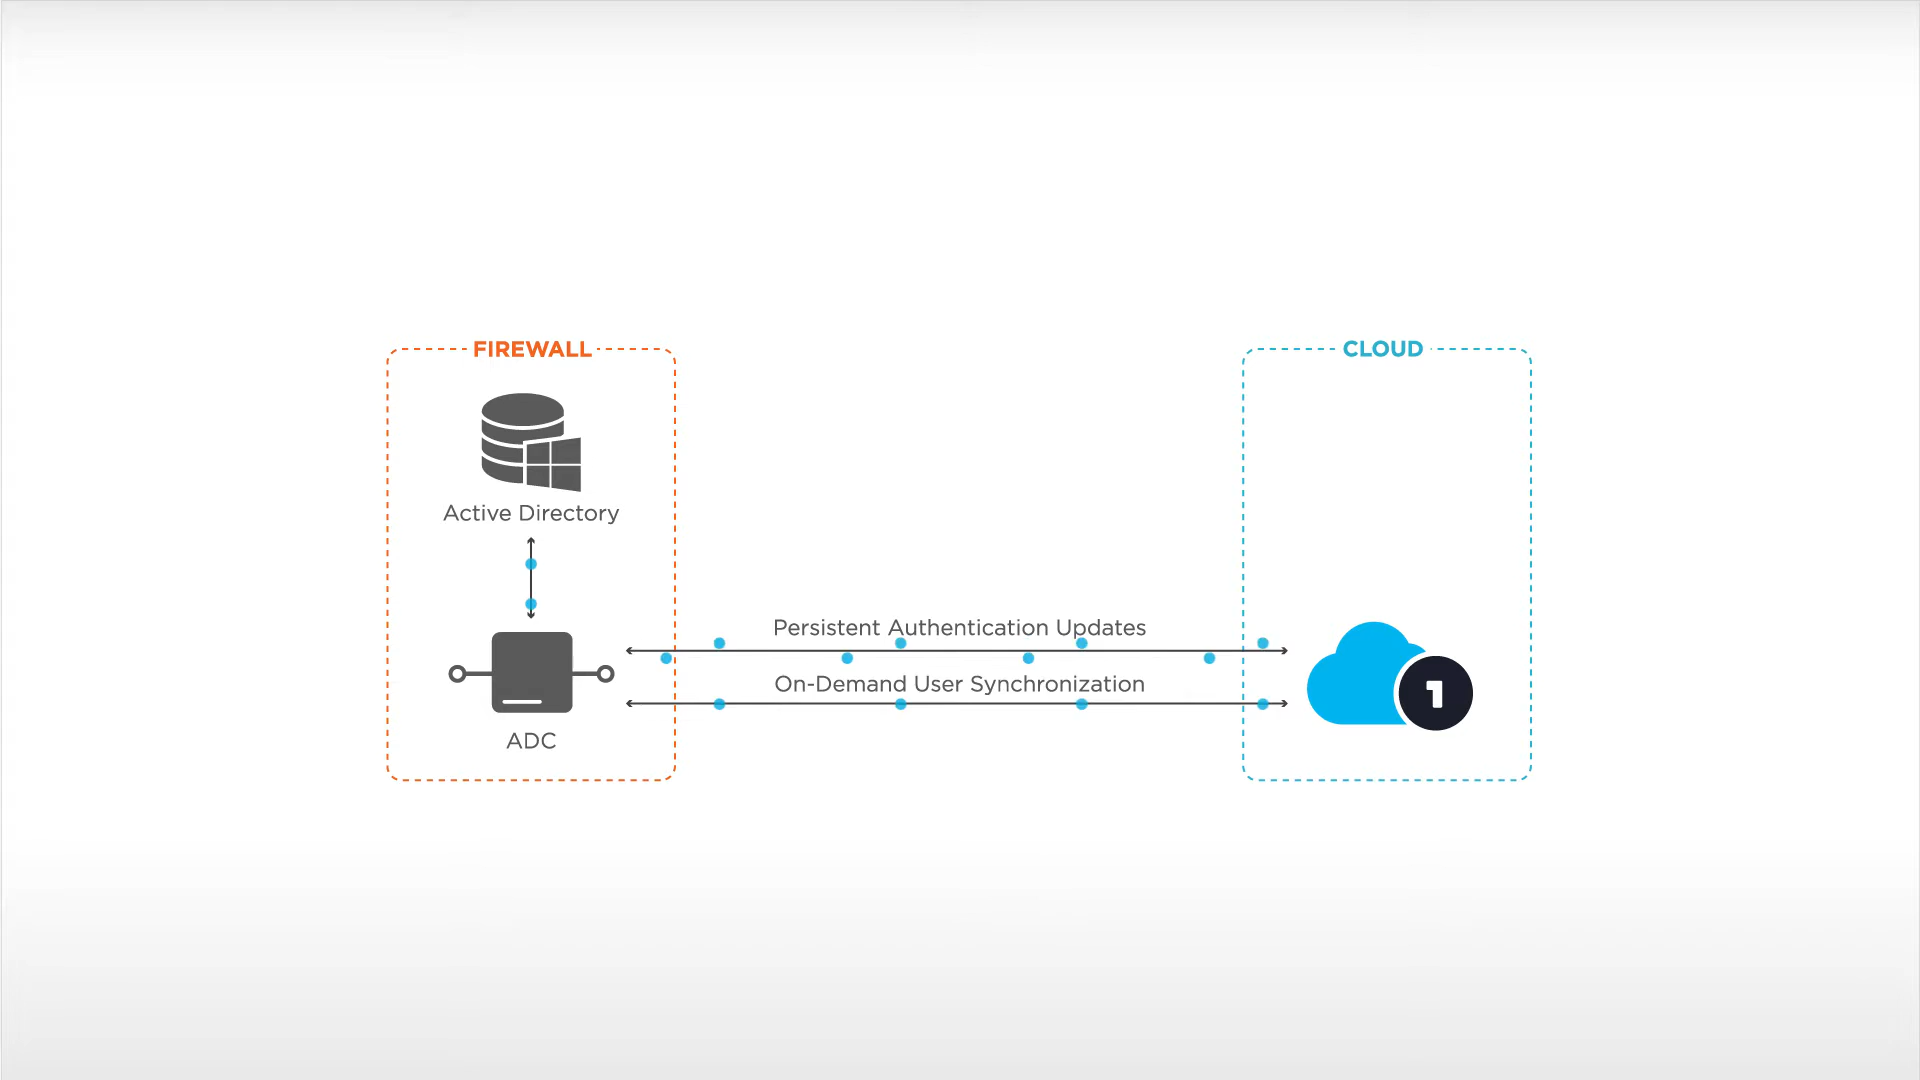 FIREWALL
CLOUD
Active Directory
Persistent Authentication Updates
On-Demand User Synchronization
1
ADC